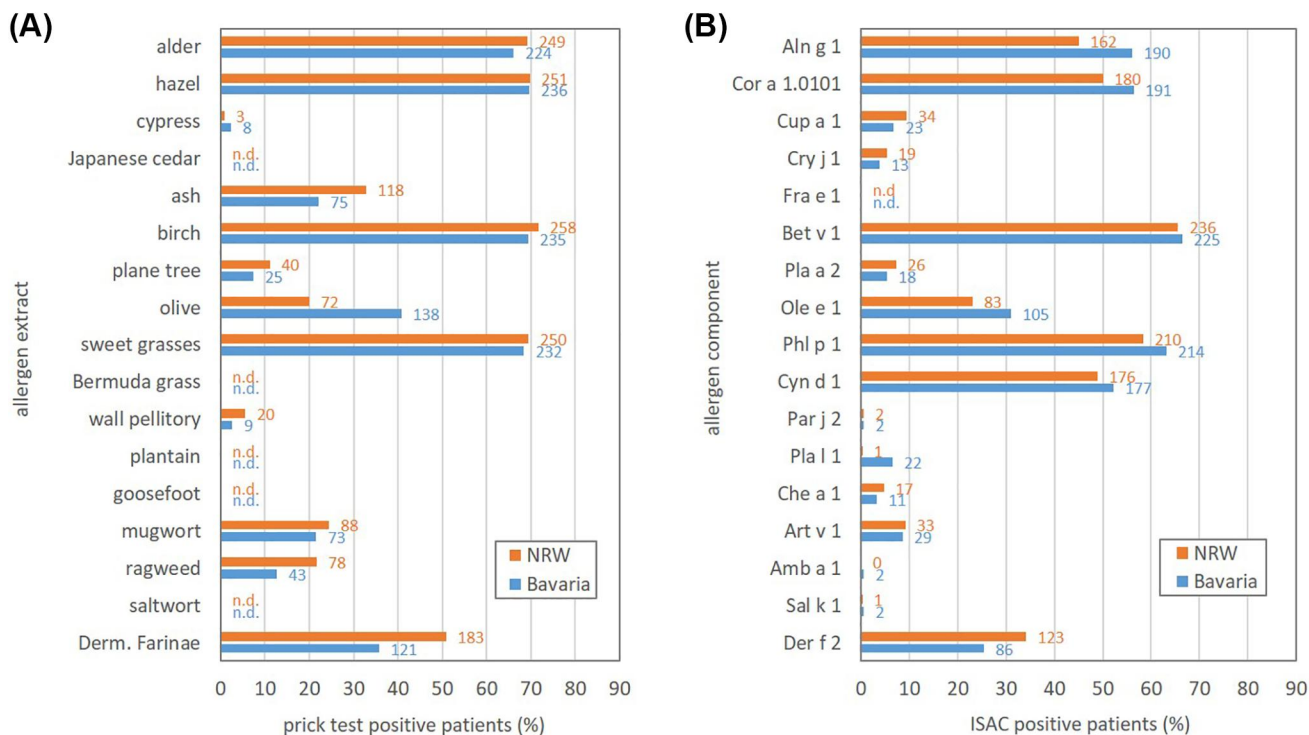 (A)
allergen extract
alder 249
224
hazel 251
236
cypress 3
8
Japanese cedar n.d.
n.d.
ash 118
75
birch 258
235
plane tree 40
25
olive 72
138
sweet grasses 250
232
Bermuda grass n.d.
n.d.
wall pellitory 20
9
plantain n.d.
n.d.
goosefoot n.d.
n.d.
mugwort 88
73
ragweed 78
43
saltwort n.d.
n.d.
Derm. Farinae 183
121
NRW
Bavaria
0 10 20 30 40 50 60 70 80 90
prick test positive patients (%)
(B)
allergen component
Aln g 1 162
190
Cor a 1.0101 180
191
Cup a 1 34
23
Cry j 1 19
13
Fra e 1 n.d
n.d.
Bet v 1 236
225
Pla a 2 26
18
Ole e 1 83
105
Phl p 1 210
214
Cyn d 1 176
177
Par j 2 2
2
Pla l 1 1
22
Che a 1 17
11
Art v 1 33
29
Amb a 1 0
2
Sal k 1 1
2
Der f 2 123
86
NRW
Bavaria
0 10 20 30 40 50 60 70 80 90
ISAC positive patients (%)